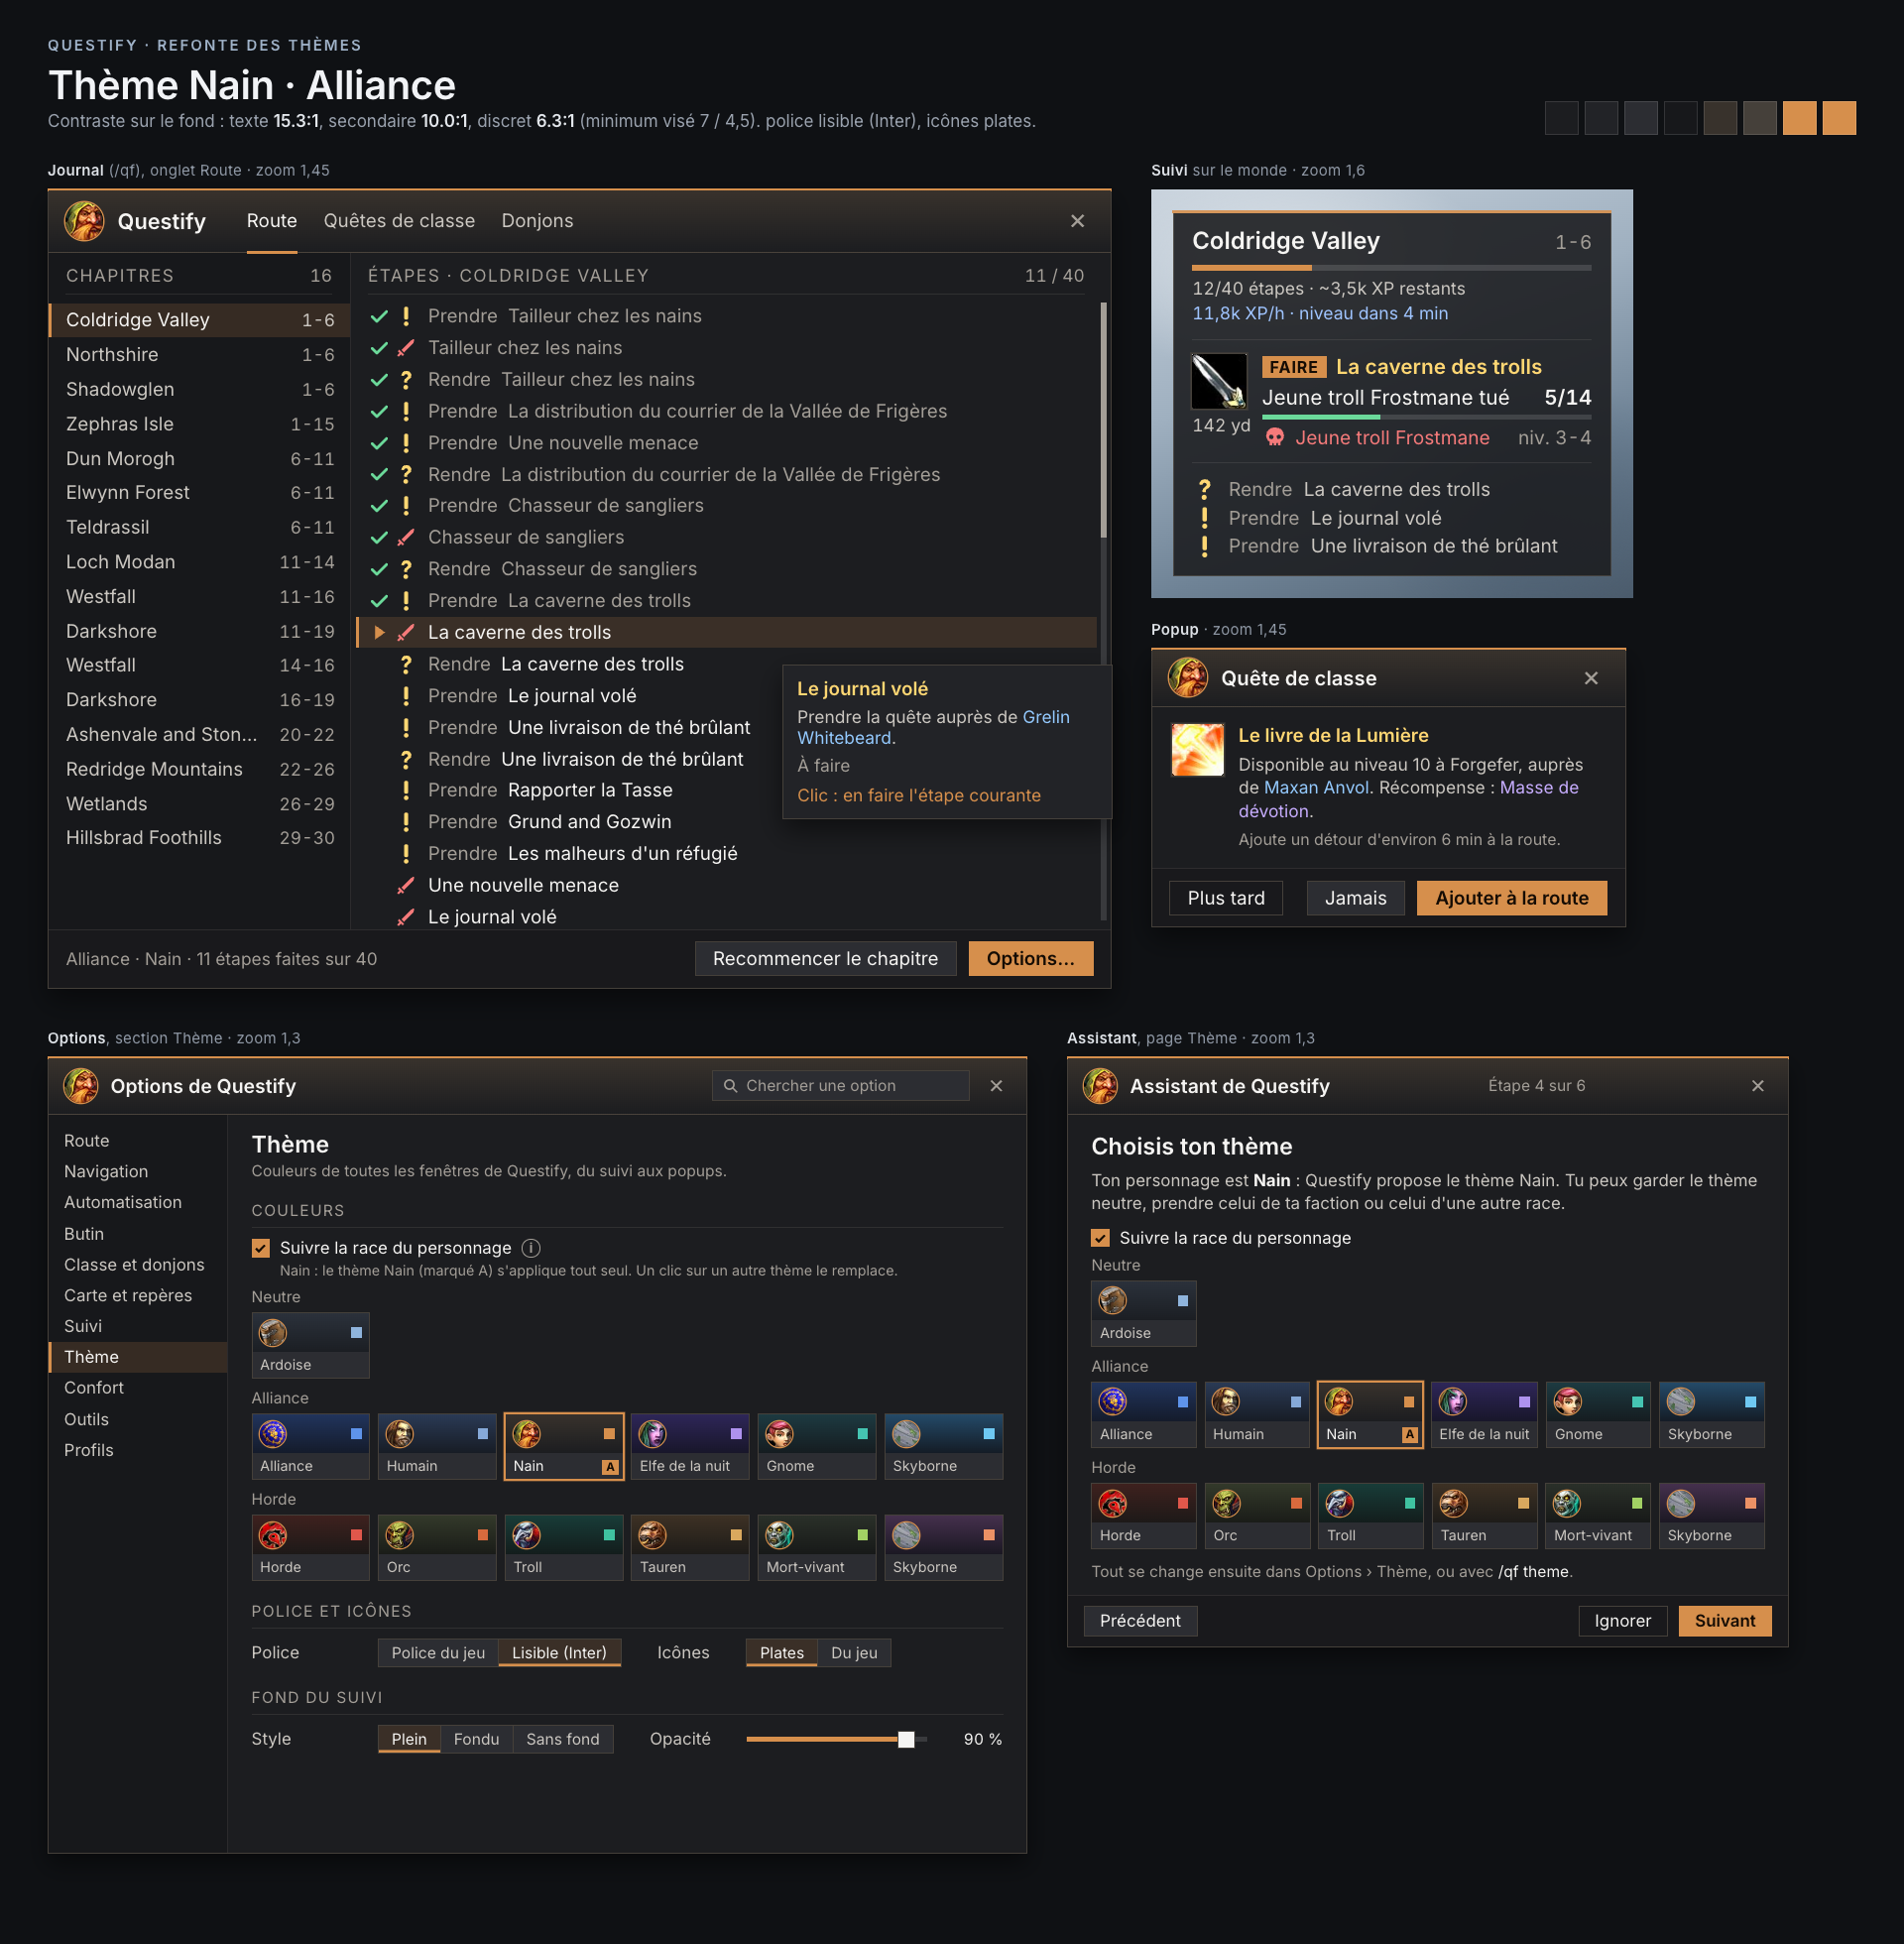 QUESTIFY · REFONTE DES THÈMES
Thème Nain · Alliance
Contraste sur le fond : texte 15.3:1, secondaire 10.0:1, discret 6.3:1 (minimum visé 7 / 4,5). police lisible (Inter), icônes plates.
Journal (/qf), onglet Route · zoom 1,45
Questify
Route
Quêtes de classe
Donjons
CHAPITRES 16
Coldridge Valley 1-6
Northshire 1-6
Shadowglen 1-6
Zephras Isle 1-15
Dun Morogh 6-11
Elwynn Forest 6-11
Teldrassil 6-11
Loch Modan 11-14
Westfall 11-16
Darkshore 11-19
Westfall 14-16
Darkshore 16-19
Ashenvale and Ston... 20-22
Redridge Mountains 22-26
Wetlands 26-29
Hillsbrad Foothills 29-30
ÉTAPES · COLDRIDGE VALLEY 11 / 40
Prendre Tailleur chez les nains
Tailleur chez les nains
Rendre Tailleur chez les nains
Prendre La distribution du courrier de la Vallée de Frigères
Prendre Une nouvelle menace
Rendre La distribution du courrier de la Vallée de Frigères
Prendre Chasseur de sangliers
Chasseur de sangliers
Rendre Chasseur de sangliers
Prendre La caverne des trolls
La caverne des trolls
Rendre La caverne des trolls
Prendre Le journal volé
Prendre Une livraison de thé brûlant
Rendre Une livraison de thé brûlant
Prendre Rapporter la Tasse
Prendre Grund and Gozwin
Prendre Les malheurs d'un réfugié
Une nouvelle menace
Le journal volé
Le journal volé
Prendre la quête auprès de Grelin
Whitebeard.
À faire
Clic : en faire l'étape courante
Alliance · Nain · 11 étapes faites sur 40
Recommencer le chapitre
Options...
Suivi sur le monde · zoom 1,6
Coldridge Valley 1-6
12/40 étapes · ~3,5k XP restants
11,8k XP/h · niveau dans 4 min
FAIRE La caverne des trolls
Jeune troll Frostmane tué 5/14
142 yd
Jeune troll Frostmane niv. 3-4
Rendre La caverne des trolls
Prendre Le journal volé
Prendre Une livraison de thé brûlant
Popup · zoom 1,45
Quête de classe
Le livre de la Lumière
Disponible au niveau 10 à Forgefer, auprès
de Maxan Anvol. Récompense : Masse de
dévotion.
Ajoute un détour d'environ 6 min à la route.
Plus tard
Jamais
Ajouter à la route
Options, section Thème · zoom 1,3
Options de Questify
Chercher une option
Route
Navigation
Automatisation
Butin
Classe et donjons
Carte et repères
Suivi
Thème
Confort
Outils
Profils
Thème
Couleurs de toutes les fenêtres de Questify, du suivi aux popups.
COULEURS
Suivre la race du personnage i
Nain : le thème Nain (marqué A) s'applique tout seul. Un clic sur un autre thème le remplace.
Neutre
Ardoise
Alliance
Alliance
Humain
Nain A
Elfe de la nuit
Gnome
Skyborne
Horde
Horde
Orc
Troll
Tauren
Mort-vivant
Skyborne
POLICE ET ICÔNES
Police
Police du jeu
Lisible (Inter)
Icônes
Plates
Du jeu
FOND DU SUIVI
Style
Plein
Fondu
Sans fond
Opacité
90 %
Assistant, page Thème · zoom 1,3
Assistant de Questify
Étape 4 sur 6
Choisis ton thème
Ton personnage est Nain : Questify propose le thème Nain. Tu peux garder le thème
neutre, prendre celui de ta faction ou celui d'une autre race.
Suivre la race du personnage
Neutre
Ardoise
Alliance
Alliance
Humain
Nain A
Elfe de la nuit
Gnome
Skyborne
Horde
Horde
Orc
Troll
Tauren
Mort-vivant
Skyborne
Tout se change ensuite dans Options › Thème, ou avec /qf theme.
Précédent
Ignorer
Suivant